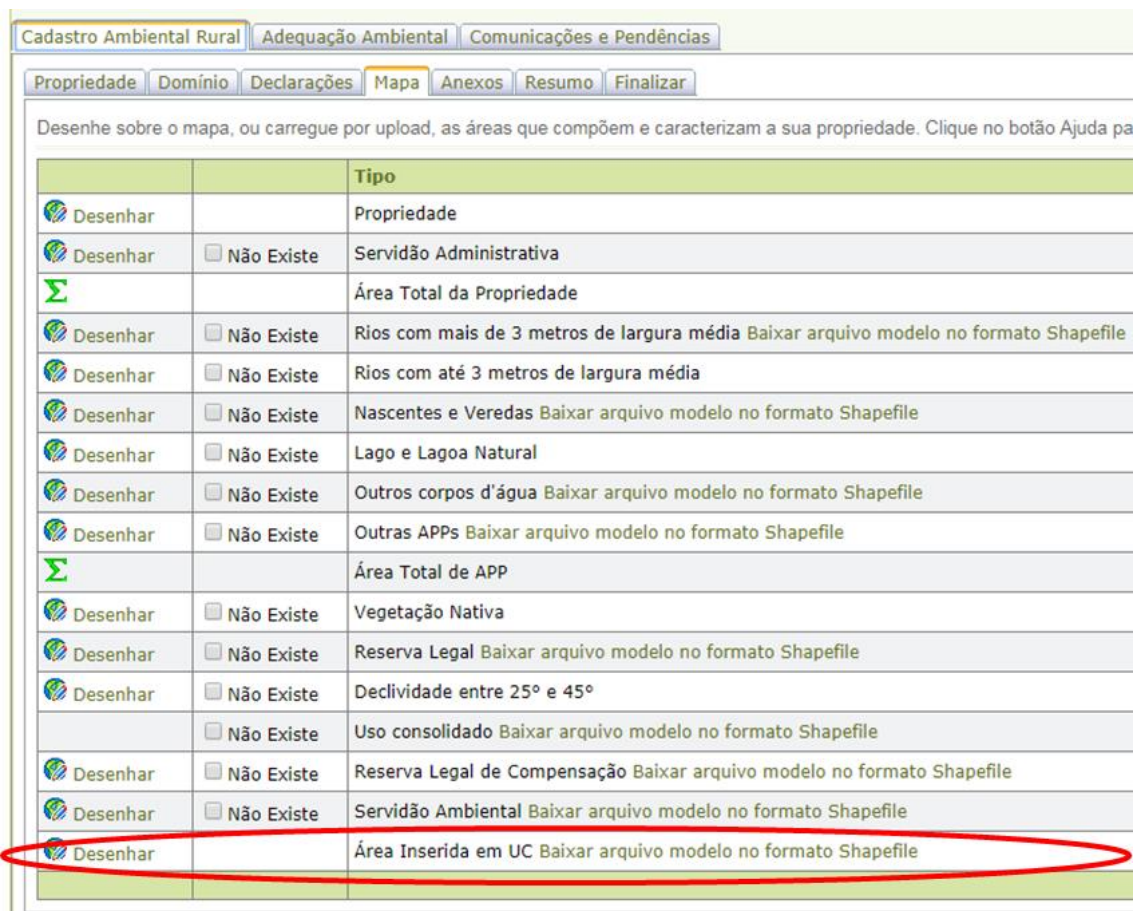 Cadastro Ambiental Rural Adequação Ambiental Comunicações e Pendências
Propriedade Domínio Declarações Mapa Anexos Resumo Finalizar
Desenhe sobre o mapa, ou carregue por upload, as áreas que compõem e caracterizam a sua propriedade. Clique no botão Ajuda pa
Tipo
Desenhar Propriedade
Desenhar Não Existe Servidão Administrativa
Σ Área Total da Propriedade
Desenhar Não Existe Rios com mais de 3 metros de largura média Baixar arquivo modelo no formato Shapefile
Desenhar Não Existe Rios com até 3 metros de largura média
Desenhar Não Existe Nascentes e Veredas Baixar arquivo modelo no formato Shapefile
Desenhar Não Existe Lago e Lagoa Natural
Desenhar Não Existe Outros corpos d'água Baixar arquivo modelo no formato Shapefile
Desenhar Não Existe Outras APPs Baixar arquivo modelo no formato Shapefile
Σ Área Total de APP
Desenhar Não Existe Vegetação Nativa
Desenhar Não Existe Reserva Legal Baixar arquivo modelo no formato Shapefile
Desenhar Não Existe Declividade entre 25º e 45º
Não Existe Uso consolidado Baixar arquivo modelo no formato Shapefile
Desenhar Não Existe Reserva Legal de Compensação Baixar arquivo modelo no formato Shapefile
Desenhar Não Existe Servidão Ambiental Baixar arquivo modelo no formato Shapefile
Desenhar Área Inserida em UC Baixar arquivo modelo no formato Shapefile